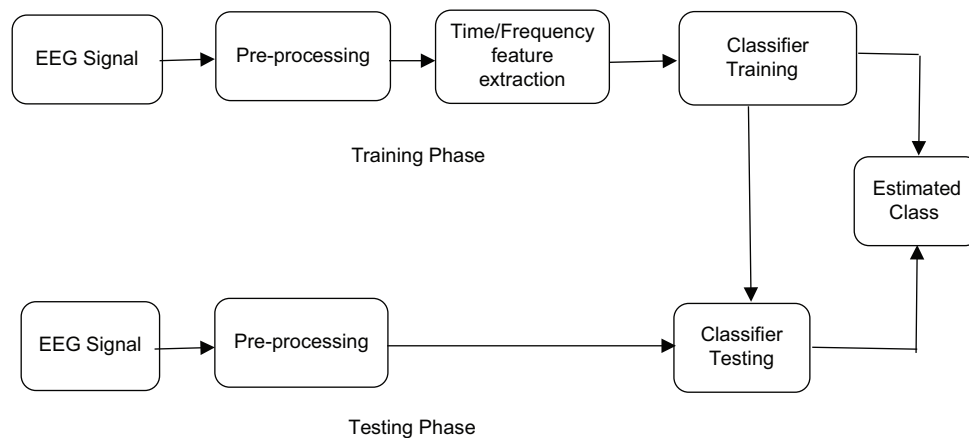 EEG Signal
Pre-processing
Time/Frequency
feature
extraction
Classifier
Training
Training Phase
Estimated
Class
EEG Signal
Pre-processing
Classifier
Testing
Testing Phase